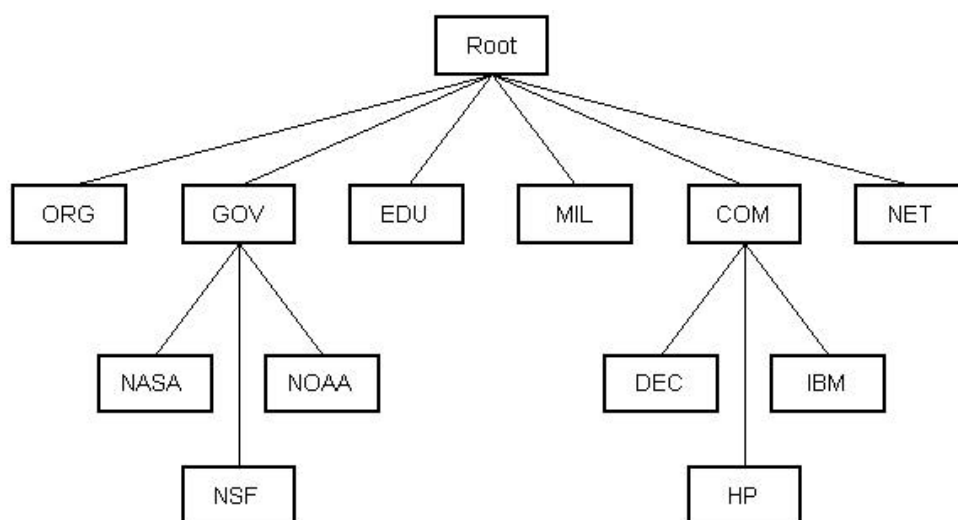 Root
ORG GOV EDU MIL COM NET
NASA NOAA DEC IBM
NSF HP